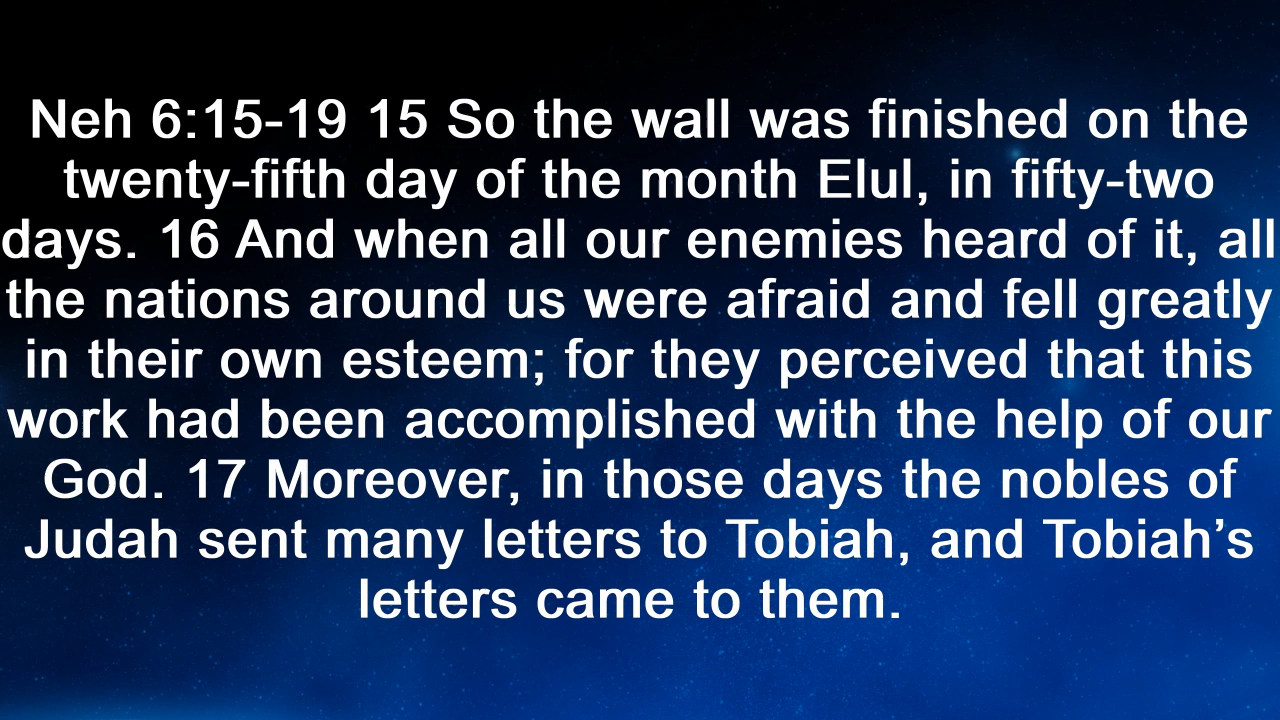 Neh 6:15-19 15 So the wall was finished on the
twenty-fifth day of the month Elul, in fifty-two
days. 16 And when all our enemies heard of it, all
the nations around us were afraid and fell greatly
in their own esteem; for they perceived that this
work had been accomplished with the help of our
God. 17 Moreover, in those days the nobles of
Judah sent many letters to Tobiah, and Tobiah’s
letters came to them.